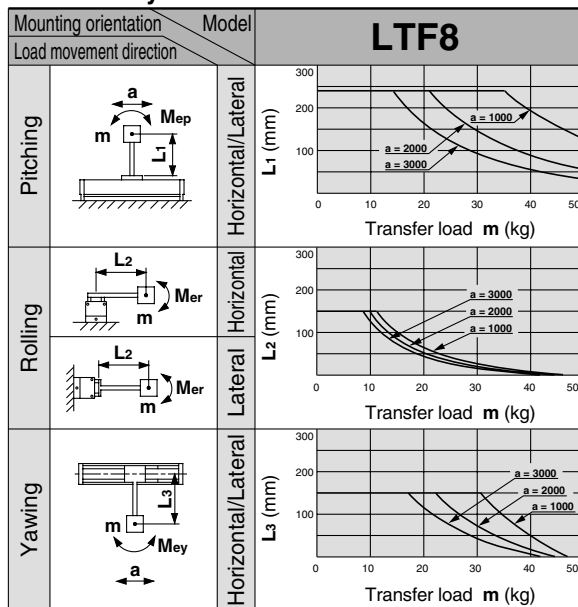 Mounting orientation
Model
Load movement direction
LTF8
Pitching
a
Mep
m
L1
Horizontal/Lateral
L1 (mm)
300
200
100
a = 1000
a = 2000
a = 3000
0 10 20 30 40 50
Transfer load m (kg)
Rolling
L2
Mer
m
Horizontal
L2
Mer
m
Lateral
L2 (mm)
300
200
100
a = 3000
a = 2000
a = 1000
0 10 20 30 40 50
Transfer load m (kg)
Yawing
L3
m
Mey
a
Horizontal/Lateral
L3 (mm)
300
200
100
a = 3000
a = 2000
a = 1000
0 10 20 30 40 50
Transfer load m (kg)